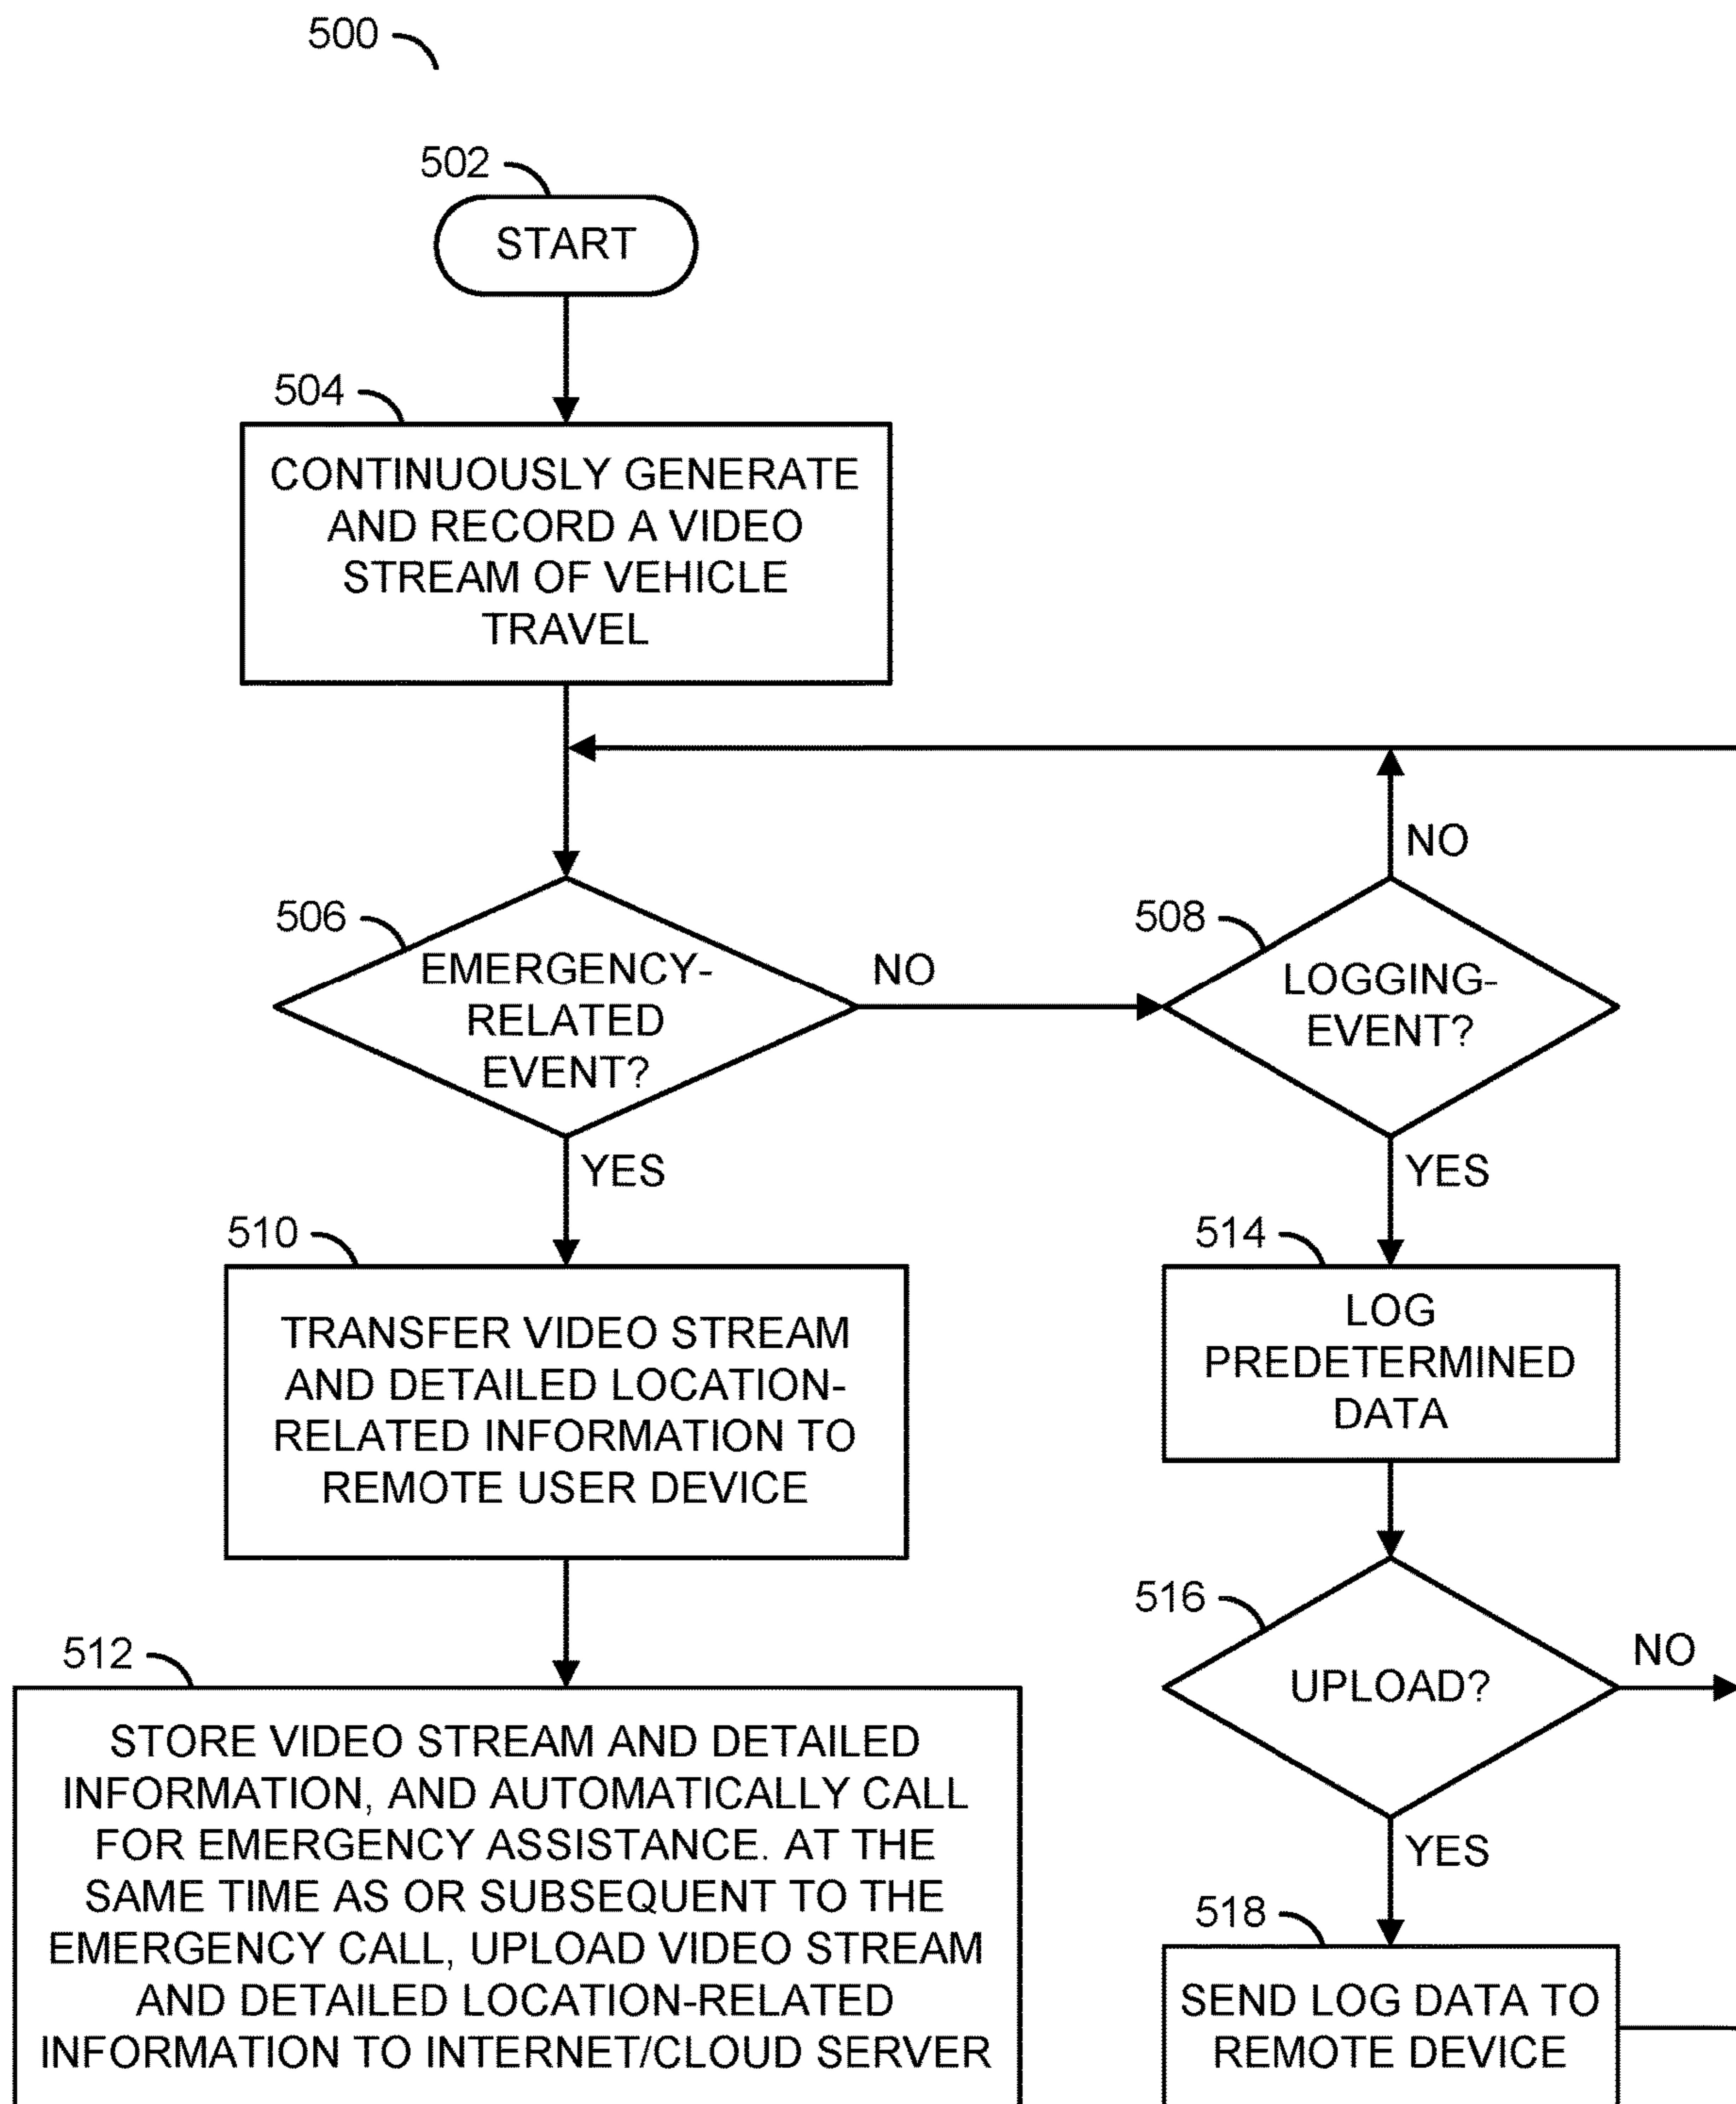 500
502
START
504
CONTINUOUSLY GENERATE
AND RECORD A VIDEO
STREAM OF VEHICLE
TRAVEL
NO
506
508
EMERGENCY-
RELATED
EVENT?
NO
LOGGING-
EVENT?
YES
YES
510
514
TRANSFER VIDEO STREAM
AND DETAILED LOCATION-
RELATED INFORMATION TO
REMOTE USER DEVICE
LOG
PREDETERMINED
DATA
516
512
UPLOAD?
NO
STORE VIDEO STREAM AND DETAILED
INFORMATION, AND AUTOMATICALLY CALL
FOR EMERGENCY ASSISTANCE. AT THE
SAME TIME AS OR SUBSEQUENT TO THE
EMERGENCY CALL, UPLOAD VIDEO STREAM
AND DETAILED LOCATION-RELATED
INFORMATION TO INTERNET/CLOUD SERVER
YES
518
SEND LOG DATA TO
REMOTE DEVICE